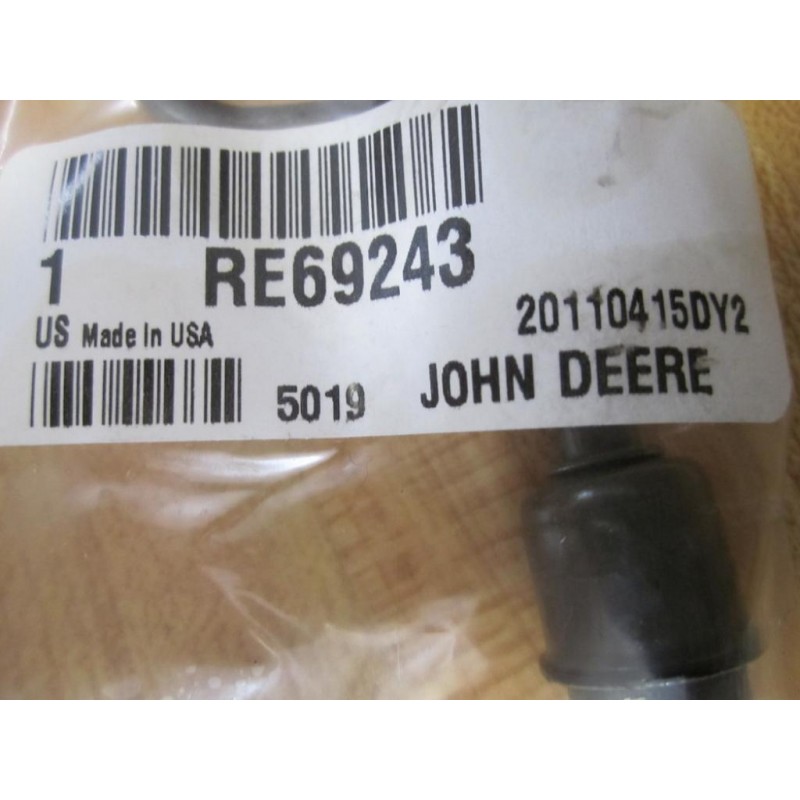 1 RE69243
US Made In USA
20110415DY2
5019 JOHN DEERE